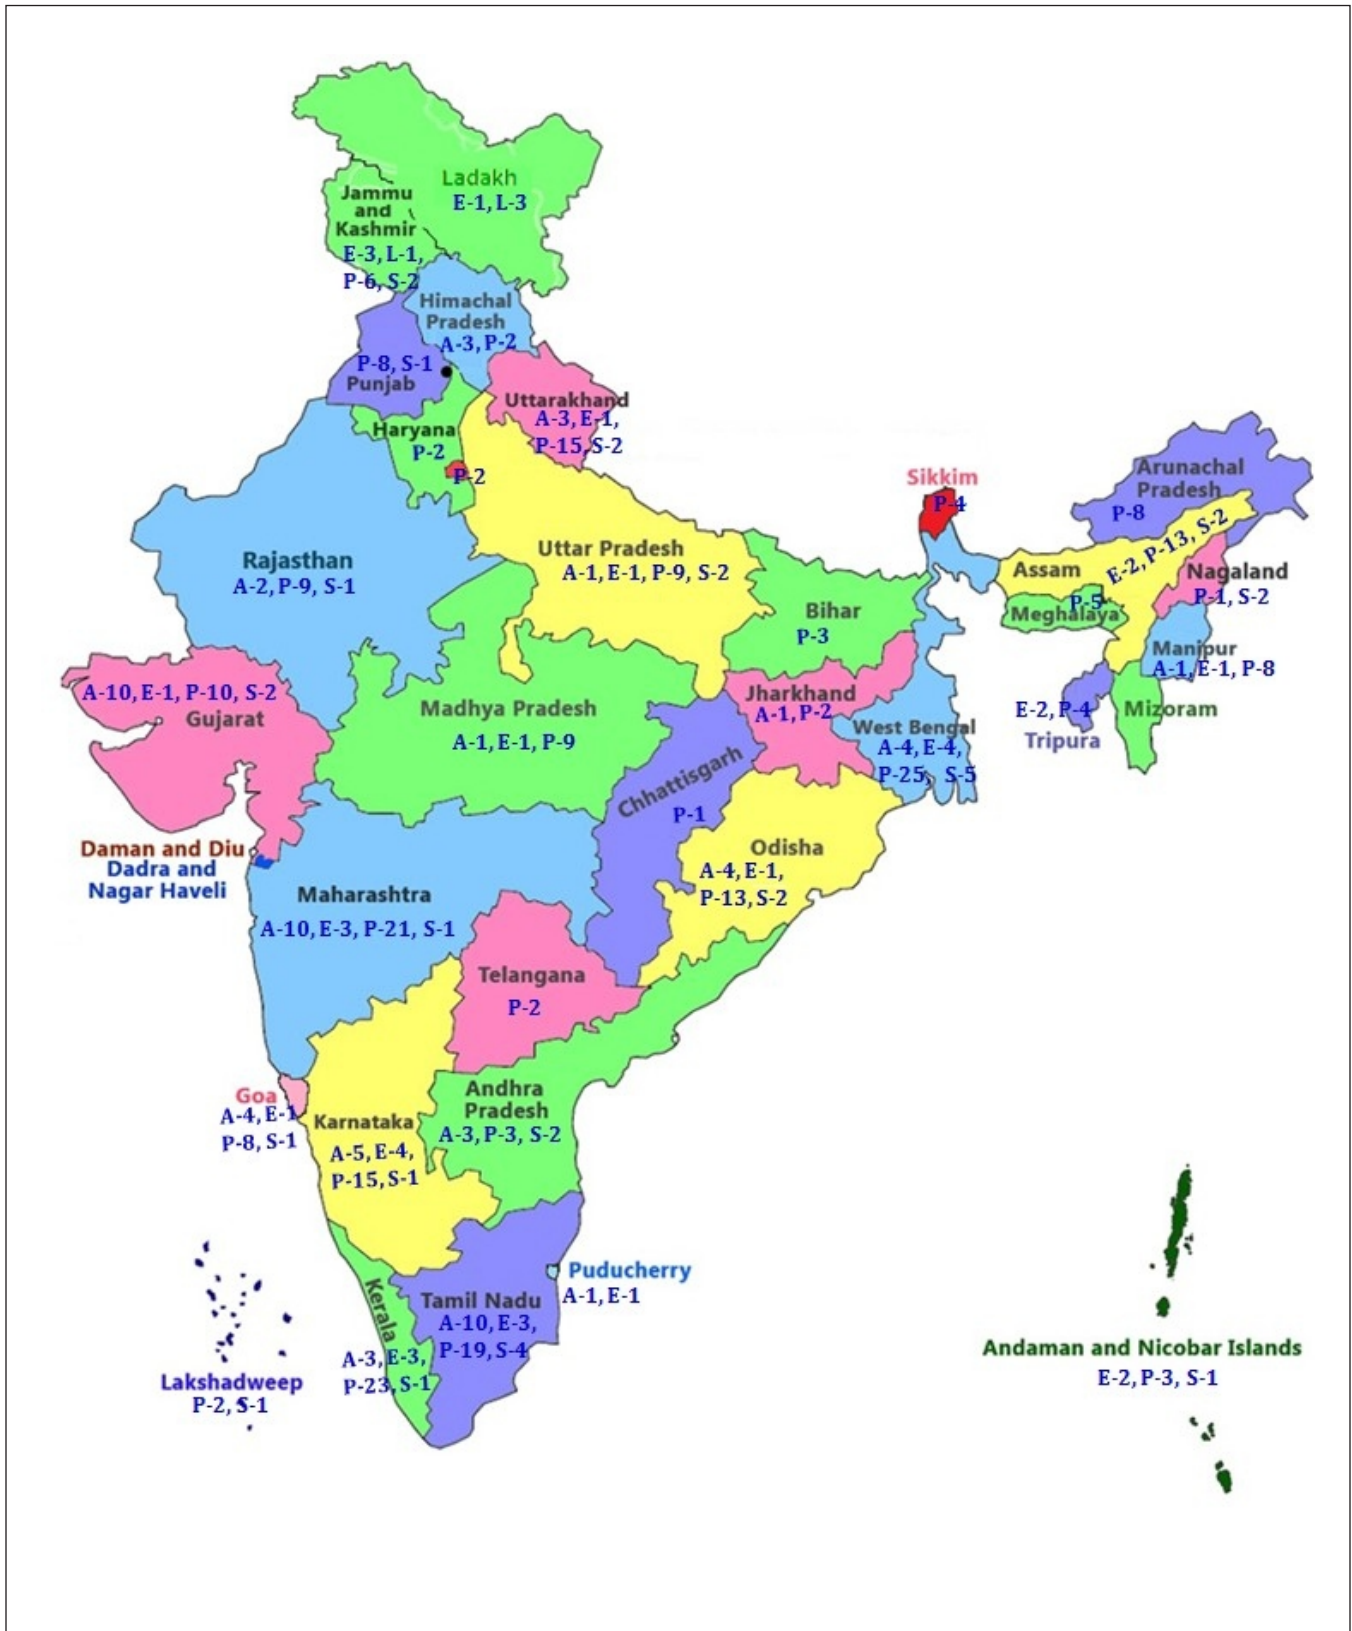 Ladakh
E-1, L-3
Jammu
and
Kashmir
E-3, L-1,
P-6, S-2
Himachal
Pradesh
A-3, P-2
P-8, S-1
Punjab
Uttarakhand
A-3, E-1,
P-15, S-2
Haryana
P-2
P-2
Sikkim
P-4
Arunachal
Pradesh
P-8
Rajasthan
A-2, P-9, S-1
Uttar Pradesh
A-1, E-1, P-9, S-2
Assam
E-2, P-13, S-2
Nagaland
P-1, S-2
Bihar
P-3
P-5
Meghalaya
Manipur
A-1, E-1, P-8
A-10, E-1, P-10, S-2
Gujarat
Madhya Pradesh
A-1, E-1, P-9
Jharkhand
A-1, P-2
West Bengal
A-4, E-4,
P-25, S-5
E-2, P-4
Tripura
Mizoram
Chhattisgarh
P-1
Daman and Diu
Dadra and
Nagar Haveli
Odisha
A-4, E-1,
P-13, S-2
Maharashtra
A-10, E-3, P-21, S-1
Telangana
P-2
Goa
A-4, E-1
P-8, S-1
Karnataka
A-5, E-4,
P-15, S-1
Andhra
Pradesh
A-3, P-3, S-2
Puducherry
A-1, E-1
Kerala
A-3, E-3,
P-23, S-1
Tamil Nadu
A-10, E-3,
P-19, S-4
Lakshadweep
P-2, S-1
Andaman and Nicobar Islands
E-2, P-3, S-1